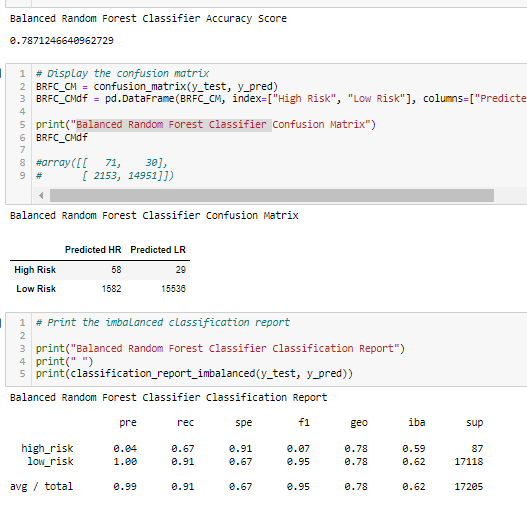 Balanced Random Forest Classifier Accuracy Score
0.7871246640962729
1 # Display the confusion matrix
2 BRFC_CM = confusion_matrix(y_test, y_pred)
3 BRFC_CMdf = pd.DataFrame(BRFC_CM, index=["High Risk", "Low Risk"], columns=["Predicte
4
5 print("Balanced Random Forest Classifier Confusion Matrix")
6 BRFC_CMdf
7
8 #array([[   71,    30],
9 #       [ 2153, 14951]])
Balanced Random Forest Classifier Confusion Matrix
Predicted HR Predicted LR
High Risk 58 29
Low Risk 1582 15536
1 # Print the imbalanced classification report
2
3 print("Balanced Random Forest Classifier Classification Report")
4 print(" ")
5 print(classification_report_imbalanced(y_test, y_pred))
Balanced Random Forest Classifier Classification Report
pre rec spe f1 geo iba sup
high_risk 0.04 0.67 0.91 0.07 0.78 0.59 87
low_risk 1.00 0.91 0.67 0.95 0.78 0.62 17118
avg / total 0.99 0.91 0.67 0.95 0.78 0.62 17205